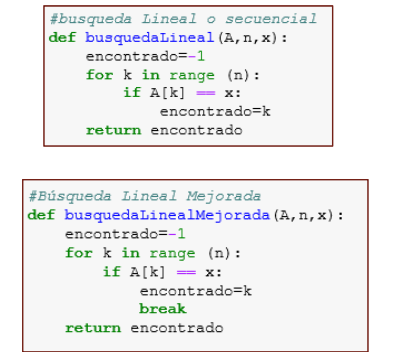 #busqueda Lineal o secuencial
def busquedaLineal(A,n,x):
    encontrado=-1
    for k in range (n):
        if A[k] == x:
            encontrado=k
    return encontrado
#Búsqueda Lineal Mejorada
def busquedaLinealMejorada(A,n,x):
    encontrado=-1
    for k in range (n):
        if A[k] == x:
            encontrado=k
            break
    return encontrado